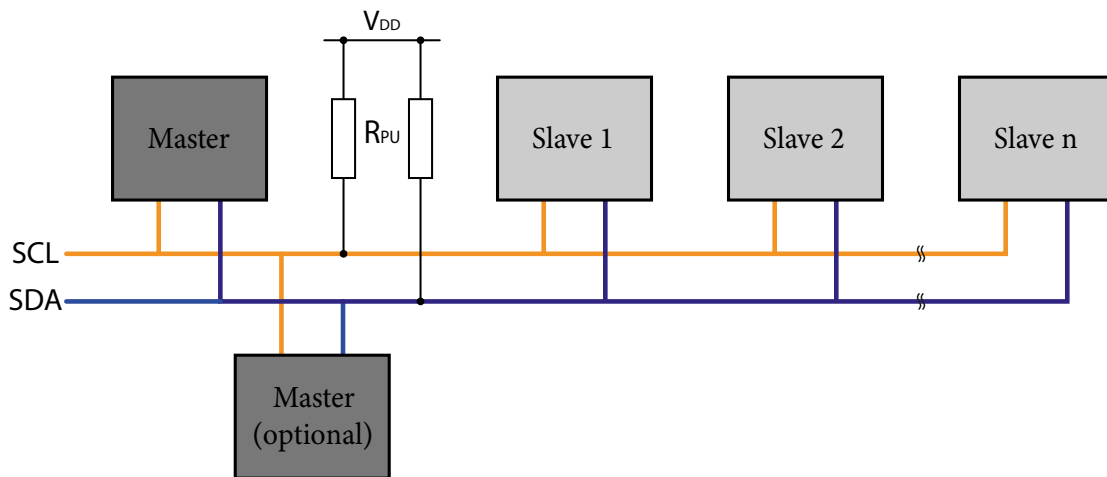 VDD
Master
RPU
Slave 1
Slave 2
Slave n
SCL
SDA
Master
(optional)